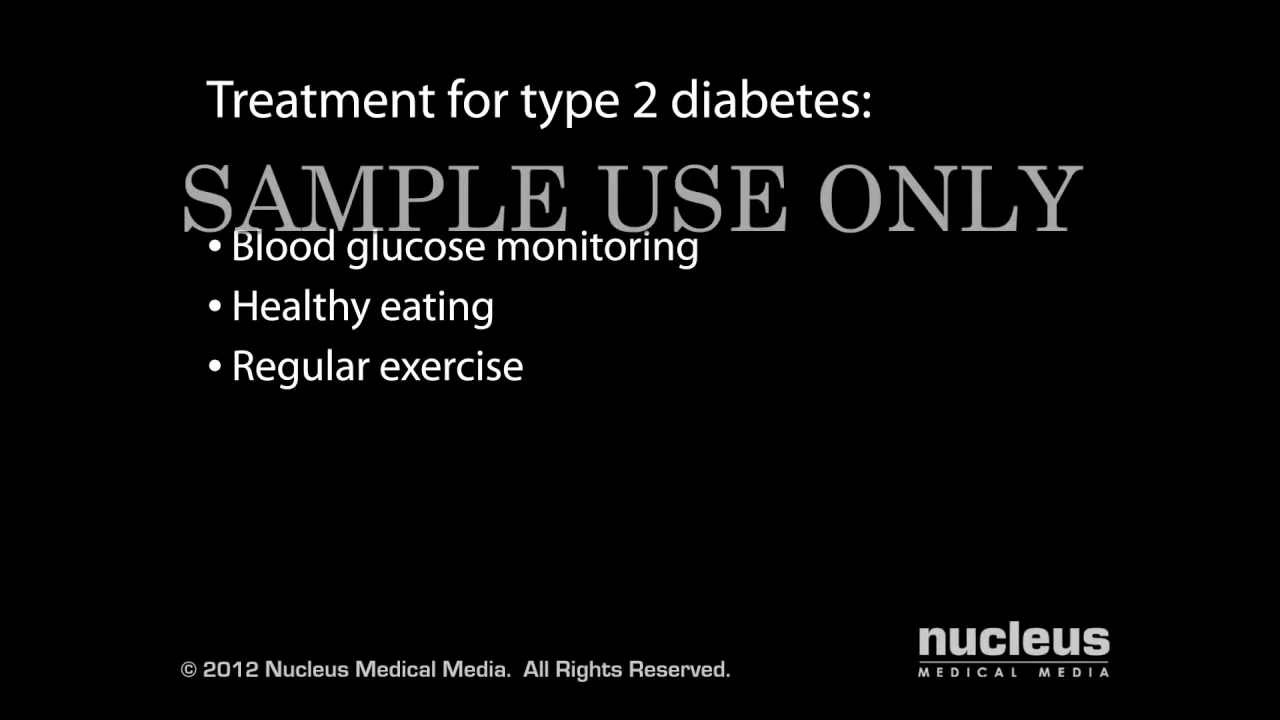 Treatment for type 2 diabetes:
SAMPLE USE ONLY
• Blood glucose monitoring
• Healthy eating
• Regular exercise
nucleus
MEDICAL MEDIA
© 2012 Nucleus Medical Media. All Rights Reserved.